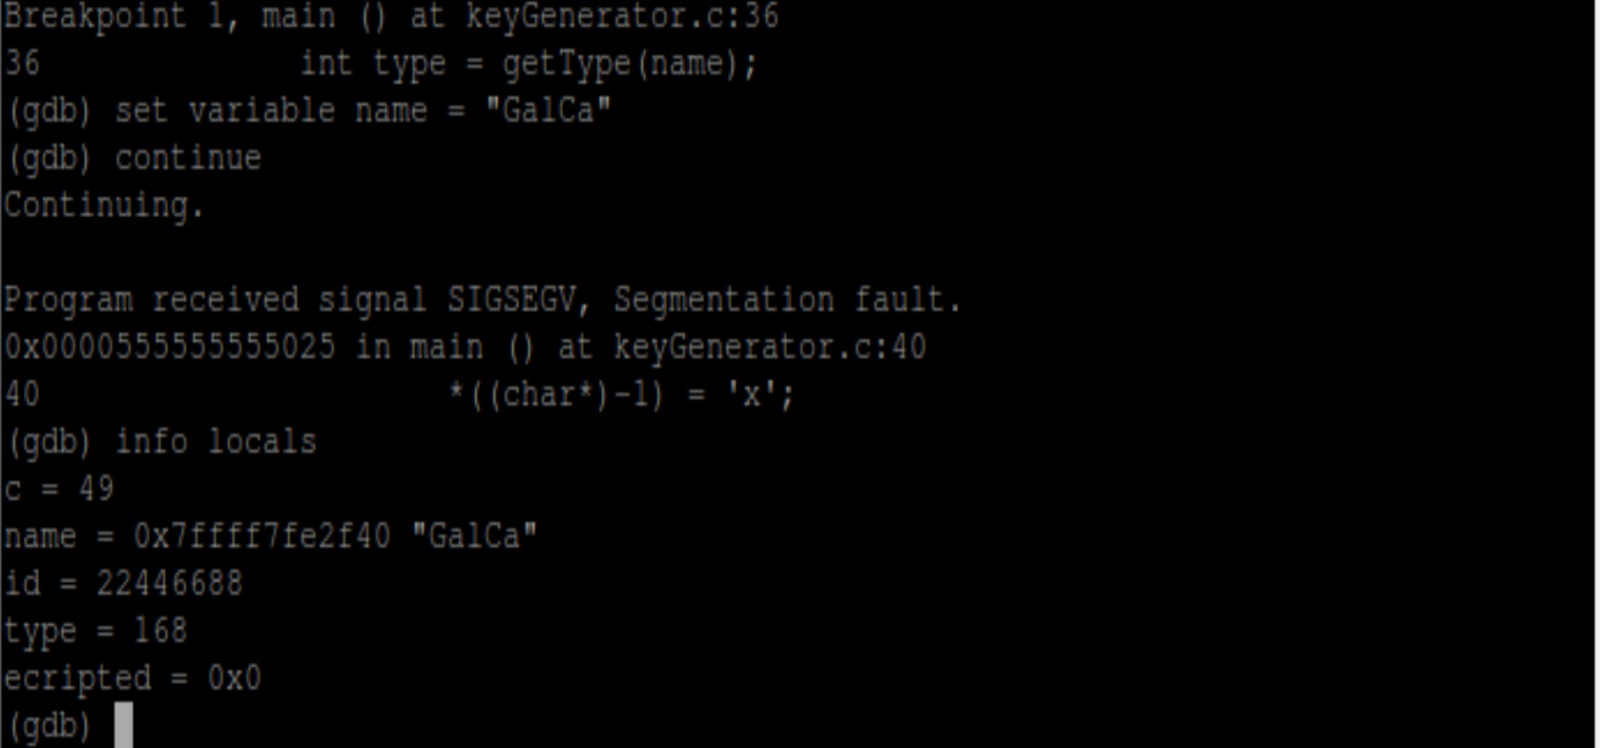 Breakpoint 1, main () at keyGenerator.c:36
36              int type = getType(name);
(gdb) set variable name = "GalCa"
(gdb) continue
Continuing.

Program received signal SIGSEGV, Segmentation fault.
0x0000555555555025 in main () at keyGenerator.c:40
40                      *((char*)-1) = 'x';
(gdb) info locals
c = 49
name = 0x7ffff7fe2f40 "GalCa"
id = 22446688
type = 168
ecripted = 0x0
(gdb)